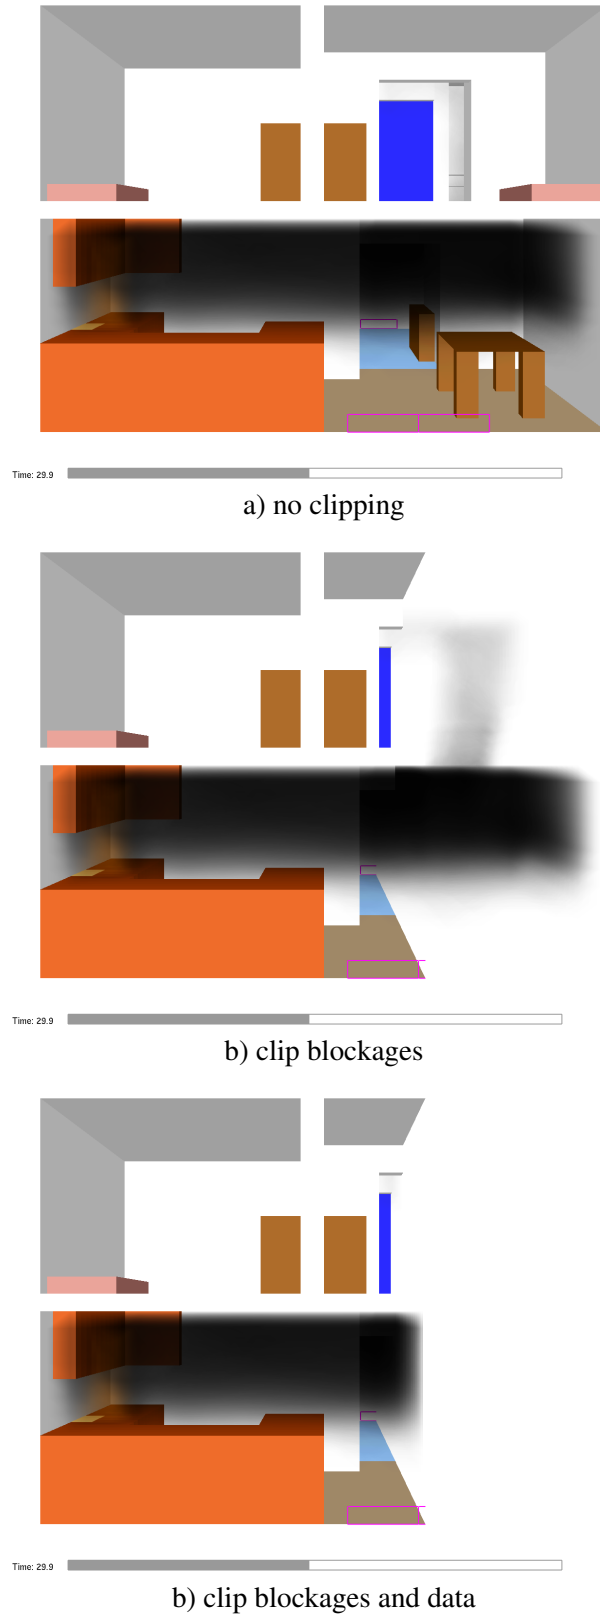 Time: 29.9
a) no clipping
Time: 29.9
b) clip blockages
Time: 29.9
b) clip blockages and data